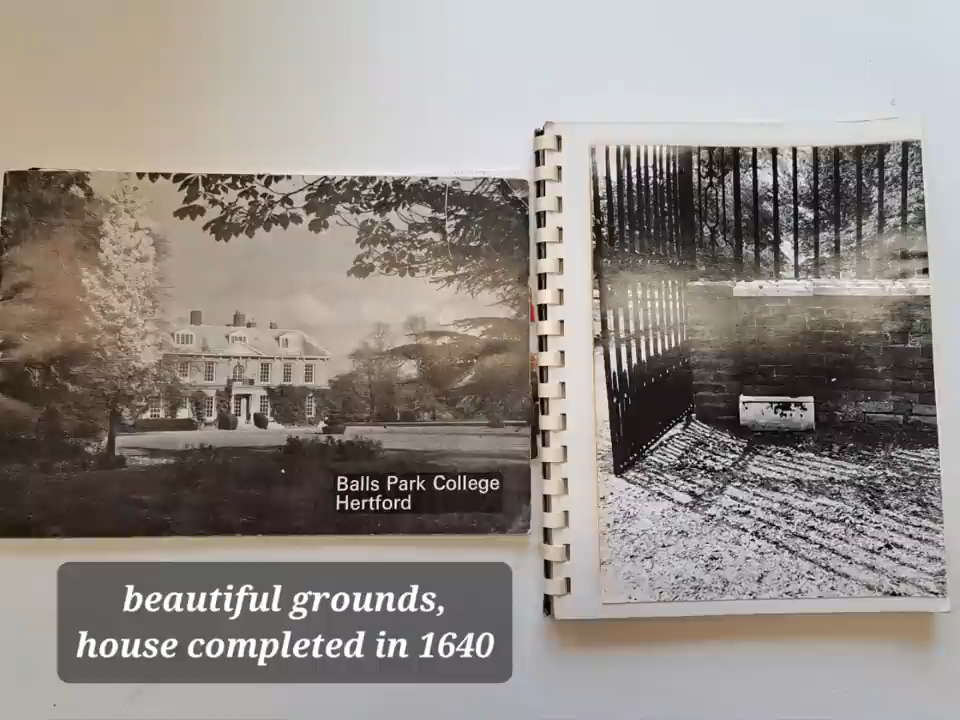 Balls Park College
Hertford
beautiful grounds,
house completed in 1640